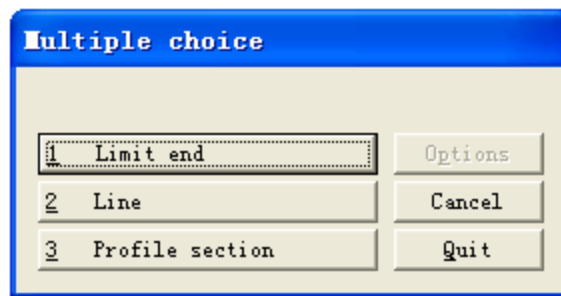 Multiple choice
1 Limit end
Options
2 Line
Cancel
3 Profile section
Quit